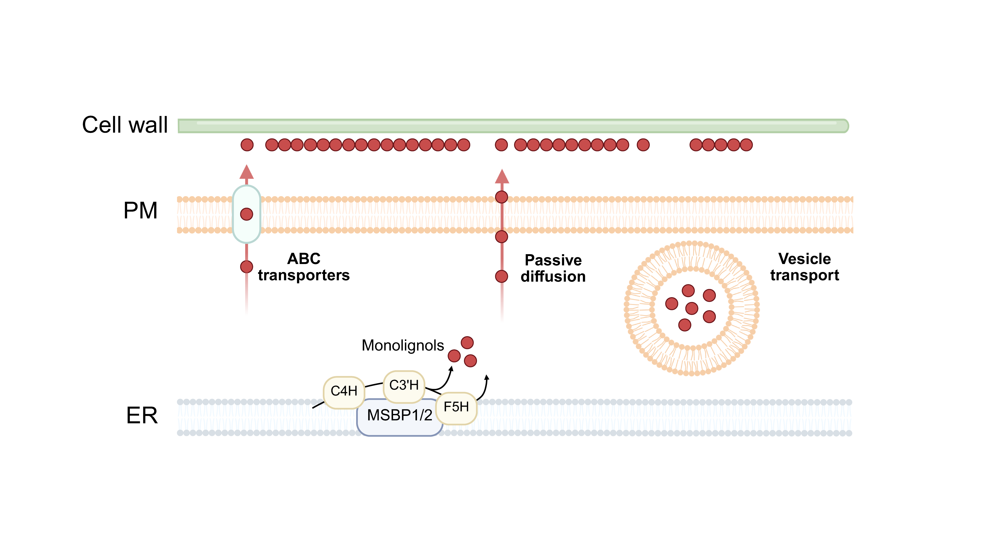 Cell wall
PM
ABC
transporters
Passive
diffusion
Vesicle
transport
Monolignols
C4H
C3'H
F5H
MSBP1/2
ER